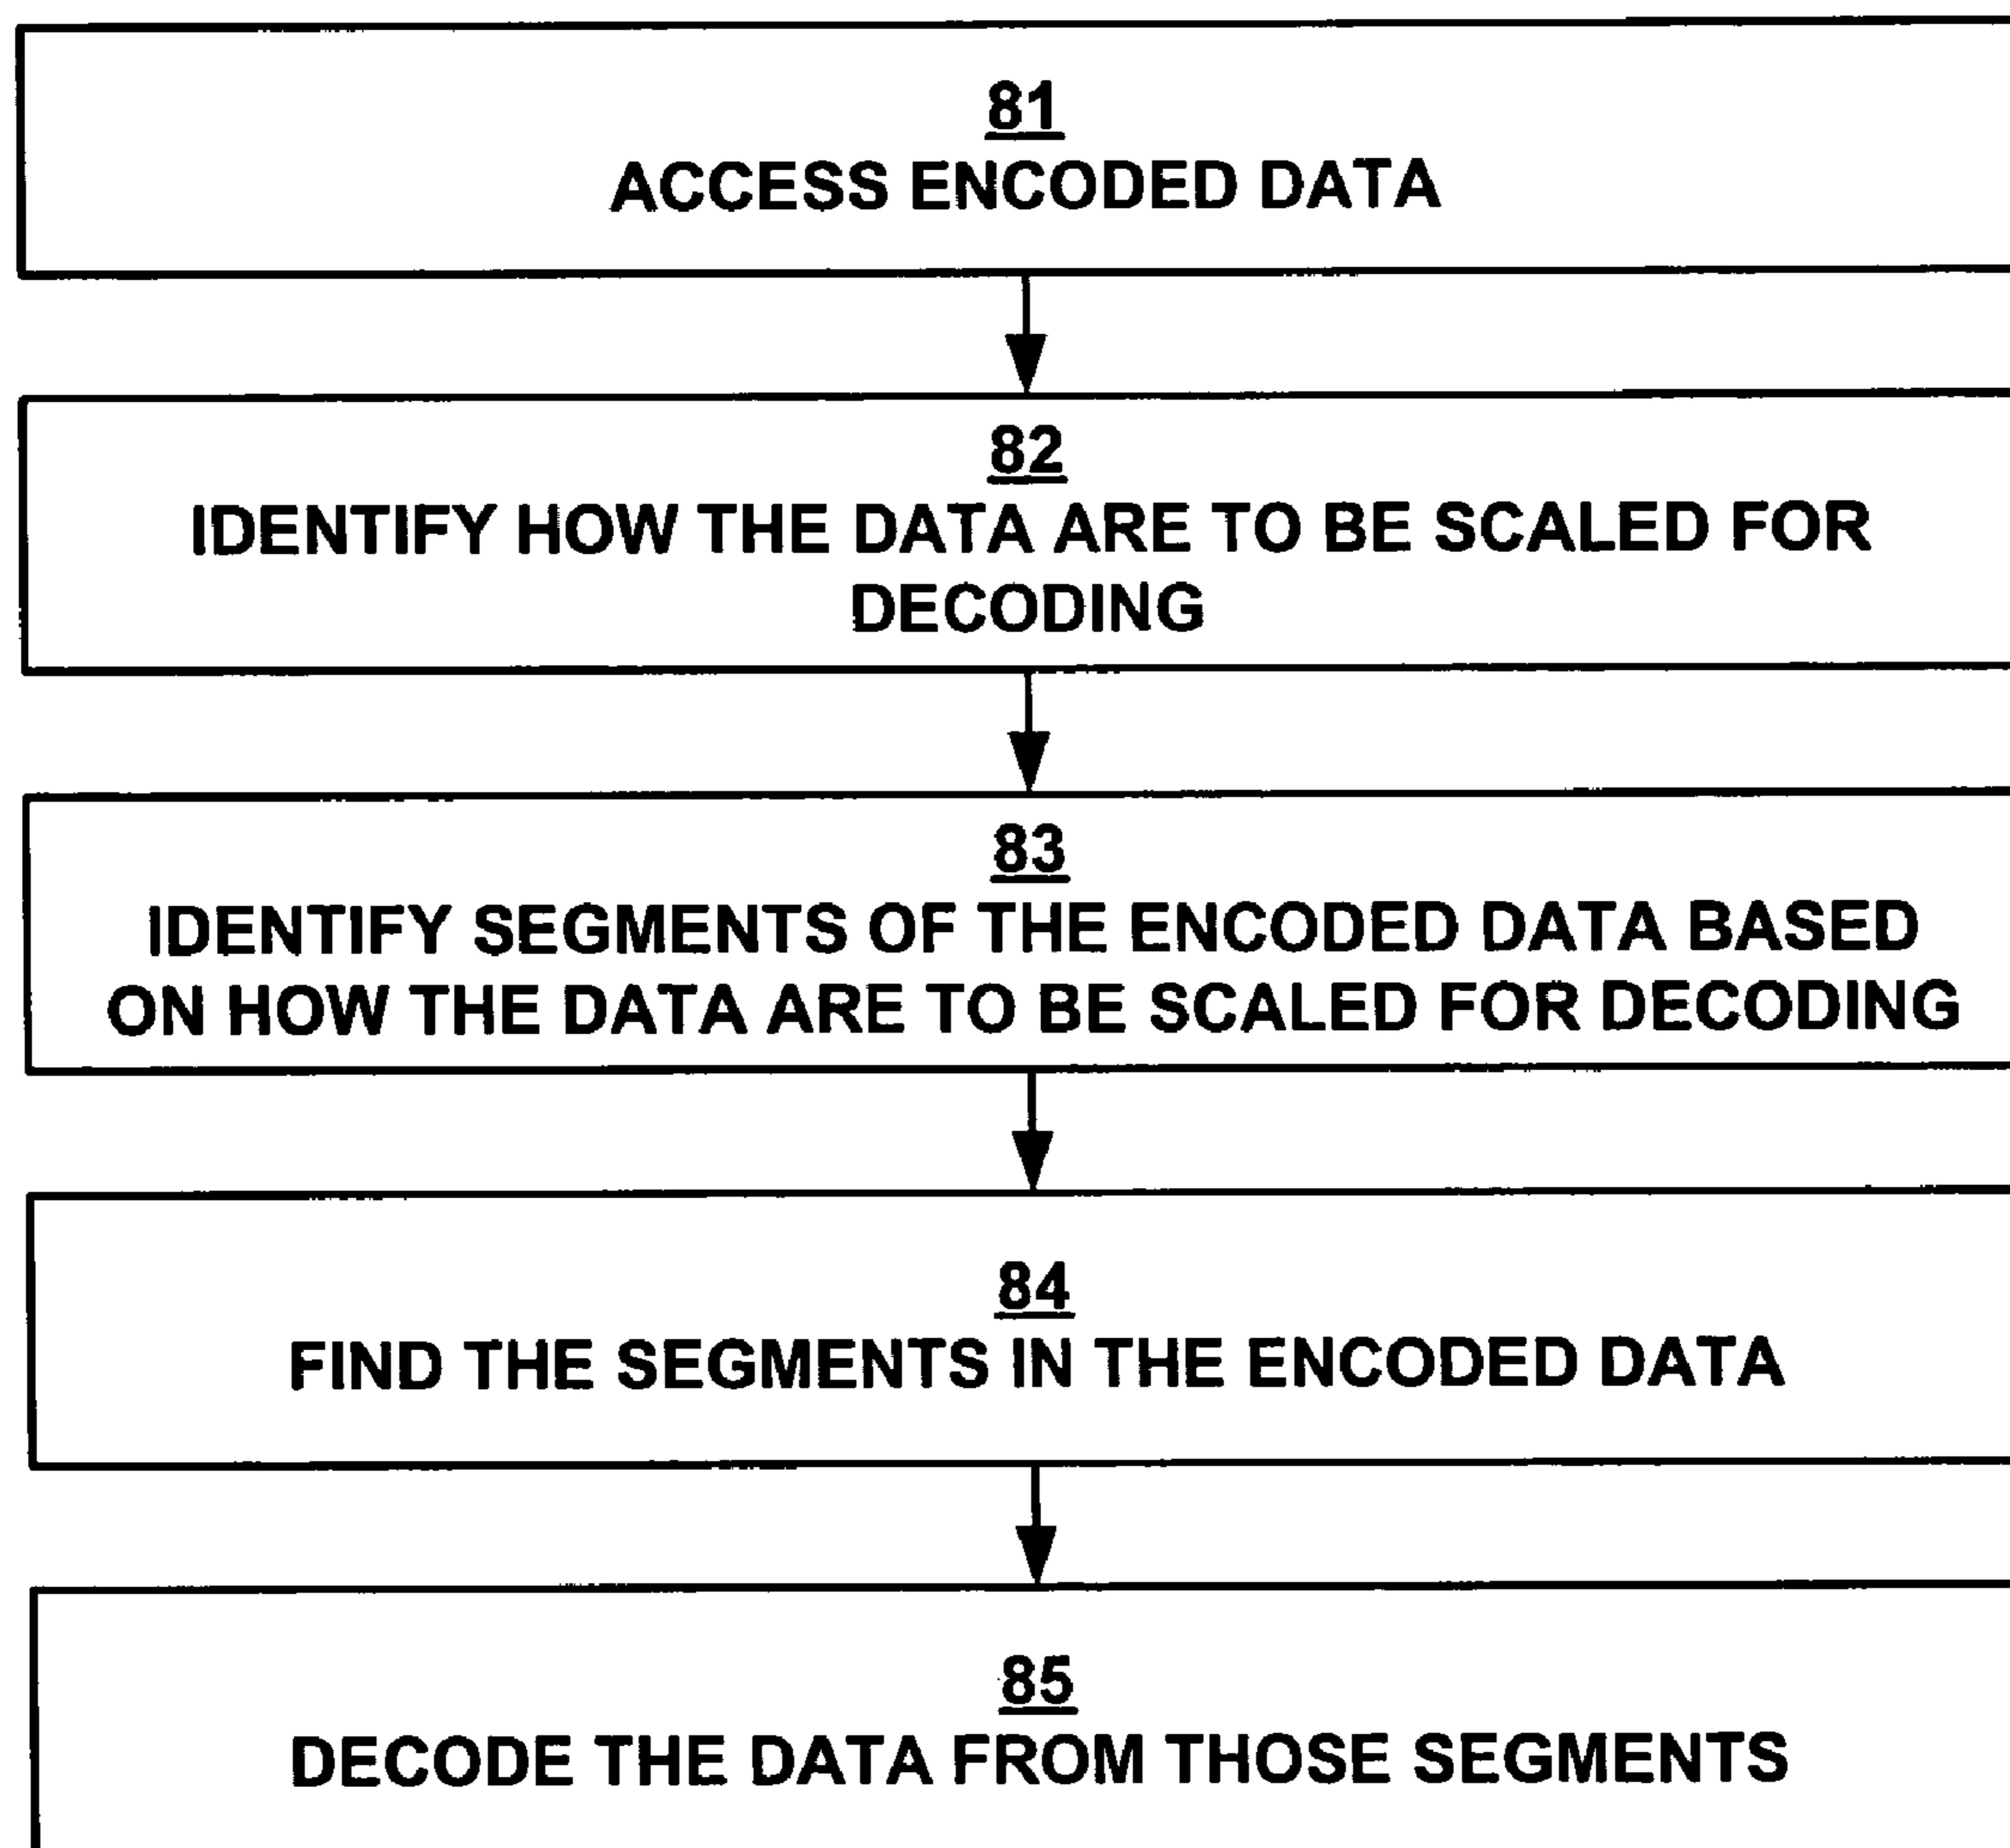 81
ACCESS ENCODED DATA
82
IDENTIFY HOW THE DATA ARE TO BE SCALED FOR
DECODING
83
IDENTIFY SEGMENTS OF THE ENCODED DATA BASED
ON HOW THE DATA ARE TO BE SCALED FOR DECODING
84
FIND THE SEGMENTS IN THE ENCODED DATA
85
DECODE THE DATA FROM THOSE SEGMENTS